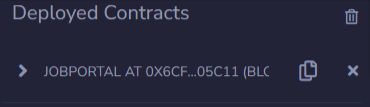 Deployed Contracts
JOBPORTAL AT 0X6CF...05C11 (BLC